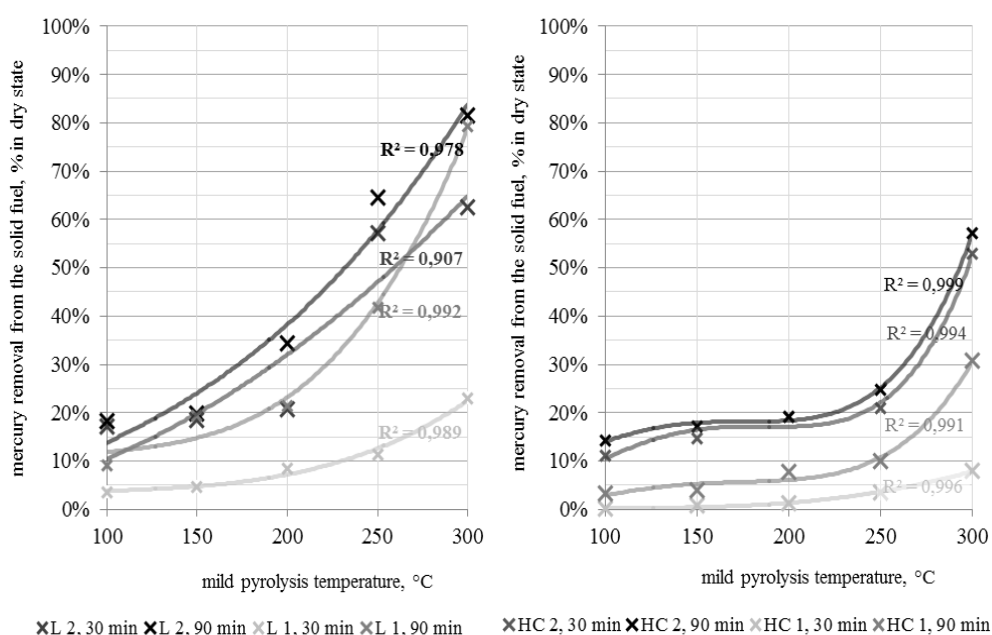 mercury removal from the solid fuel, % in dry state
100%
90%
80%
70%
60%
50%
40%
30%
20%
10%
0%
R² = 0,978
R² = 0,907
R² = 0,992
R² = 0,989
100 150 200 250 300
mild pyrolysis temperature, °C
L 2, 30 min L 2, 90 min L 1, 30 min L 1, 90 min
mercury removal from the solid fuel, % in dry state
100%
90%
80%
70%
60%
50%
40%
30%
20%
10%
0%
R² = 0,999
R² = 0,994
R² = 0,991
R² = 0,996
100 150 200 250 300
mild pyrolysis temperature, °C
HC 2, 30 min HC 2, 90 min HC 1, 30 min HC 1, 90 min